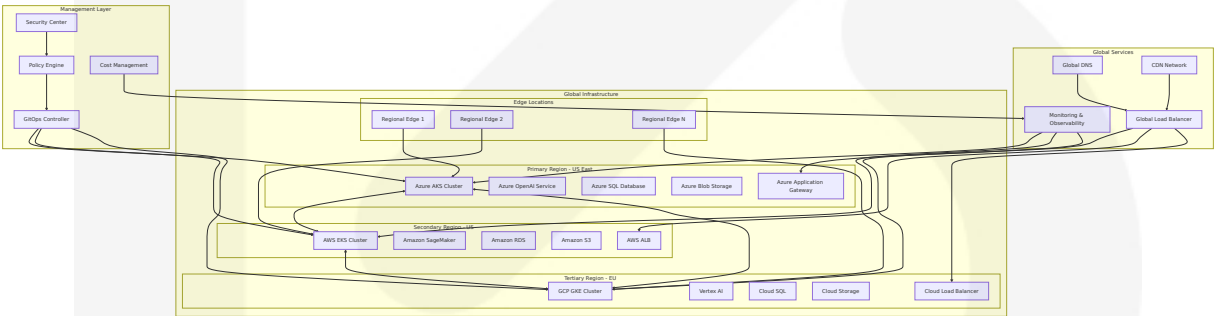 Management Layer
Security Center
Policy Engine
Cost Management
GitOps Controller
Global Services
Global DNS
CDN Network
Monitoring &
Observability
Global Load Balancer
Global Infrastructure
Edge Locations
Regional Edge 1
Regional Edge 2
Regional Edge N
Primary Region - US East
Azure AKS Cluster
Azure OpenAI Service
Azure SQL Database
Azure Blob Storage
Azure Application
Gateway
Secondary Region - US
AWS EKS Cluster
Amazon SageMaker
Amazon RDS
Amazon S3
AWS ALB
Tertiary Region - EU
GCP GKE Cluster
Vertex AI
Cloud SQL
Cloud Storage
Cloud Load Balancer